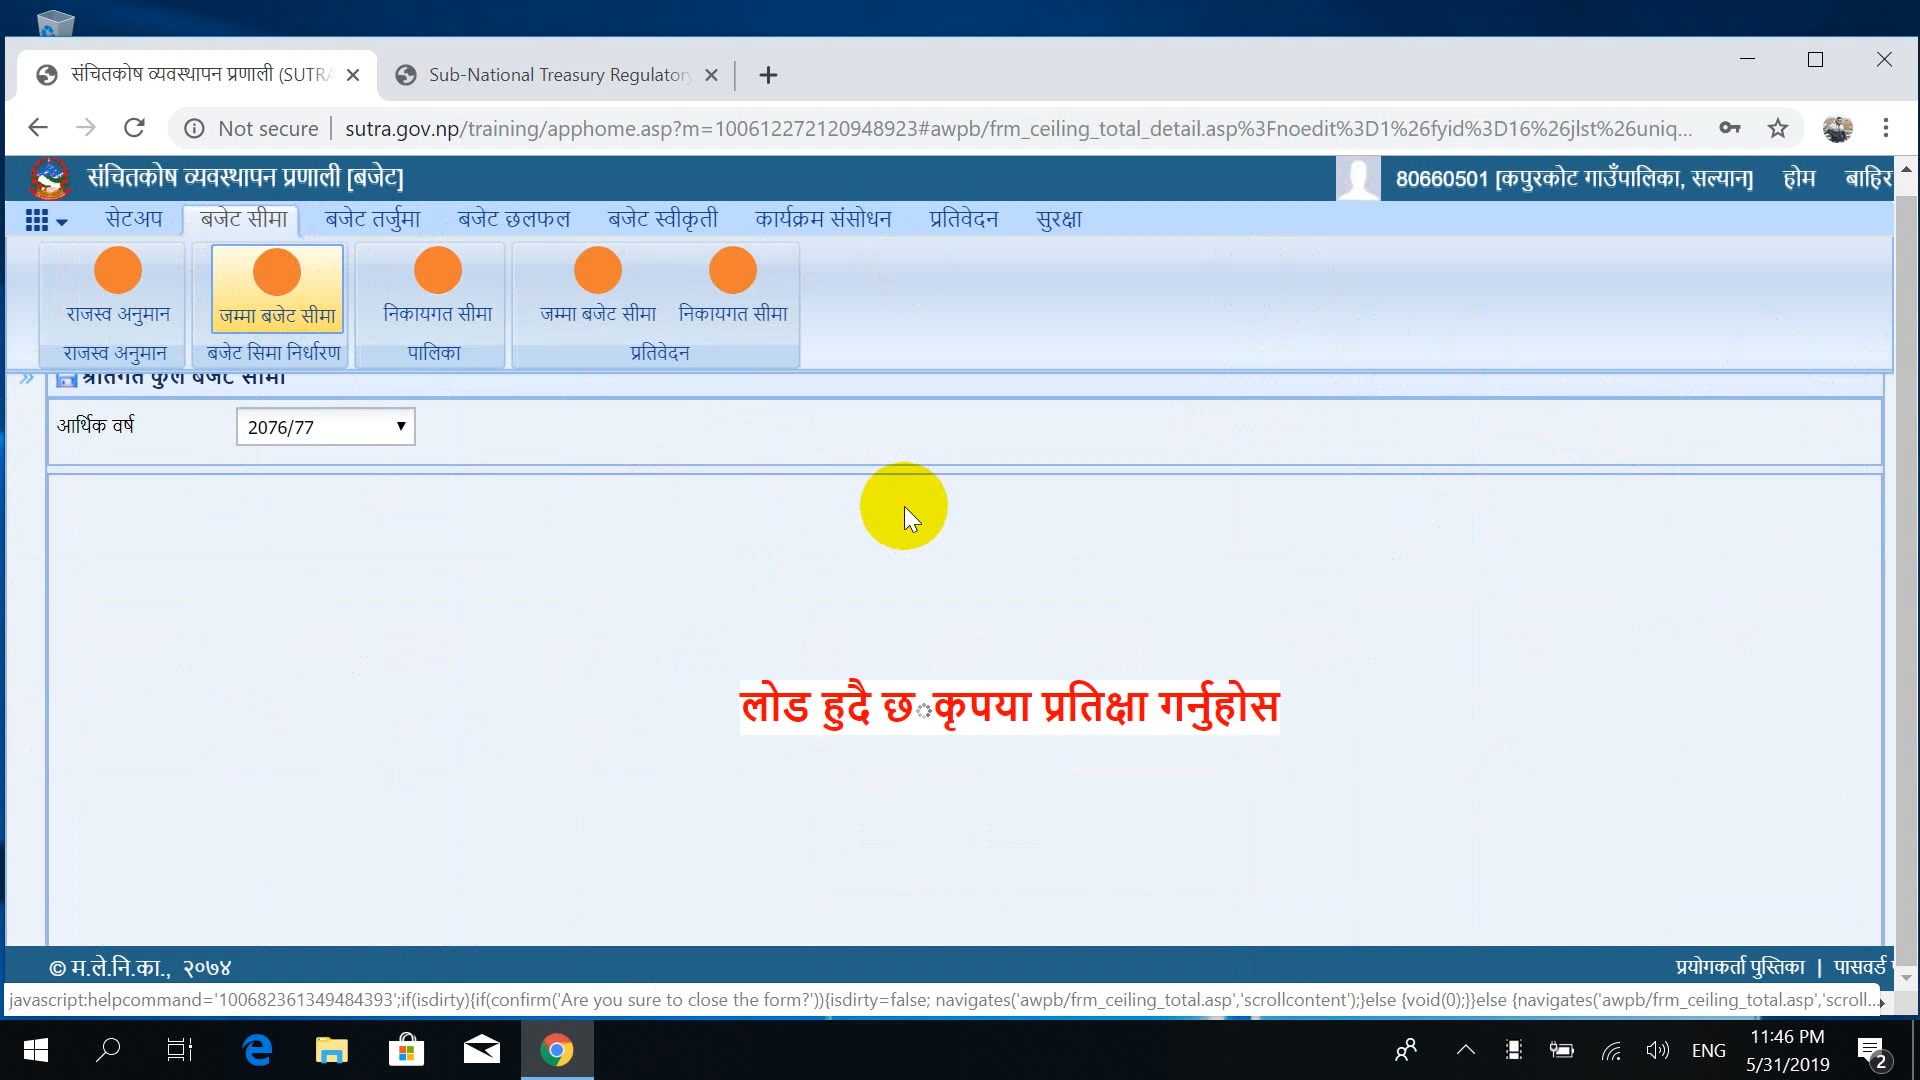 संचितकोष व्यवस्थापन प्रणाली (SUTRA
Sub-National Treasury Regulatory
Not secure | sutra.gov.np/training/apphome.asp?m=100612272120948923#awpb/frm_ceiling_total_detail.asp%3Fnoedit%3D1%26fyid%3D16%26jlst%26uniq...
संचितकोष व्यवस्थापन प्रणाली [बजेट]
80660501 [कपुरकोट गाउँपालिका, सल्यान] होम बाहिर
सेटअप बजेट सीमा बजेट तर्जुमा बजेट छलफल बजेट स्वीकृती कार्यक्रम संसोधन प्रतिवेदन सुरक्षा
राजस्व अनुमान जम्मा बजेट सीमा निकायगत सीमा जम्मा बजेट सीमा निकायगत सीमा
राजस्व अनुमान बजेट सिमा निर्धारण पालिका प्रतिवेदन
श्रोतगत कुल बजेट सीमा
आर्थिक वर्ष 2076/77
लोड हुदै छ कृपया प्रतिक्षा गर्नुहोस
© म.ले.नि.का., २०७४
प्रयोगकर्ता पुस्तिका | पासवर्ड
javascript:helpcommand='100682361349484393';if(isdirty){if(confirm('Are you sure to close the form?')){isdirty=false; navigates('awpb/frm_ceiling_total.asp','scrollcontent');}else {void(0);}}else {navigates('awpb/frm_ceiling_total.asp','scroll...
ENG
11:46 PM
5/31/2019
2